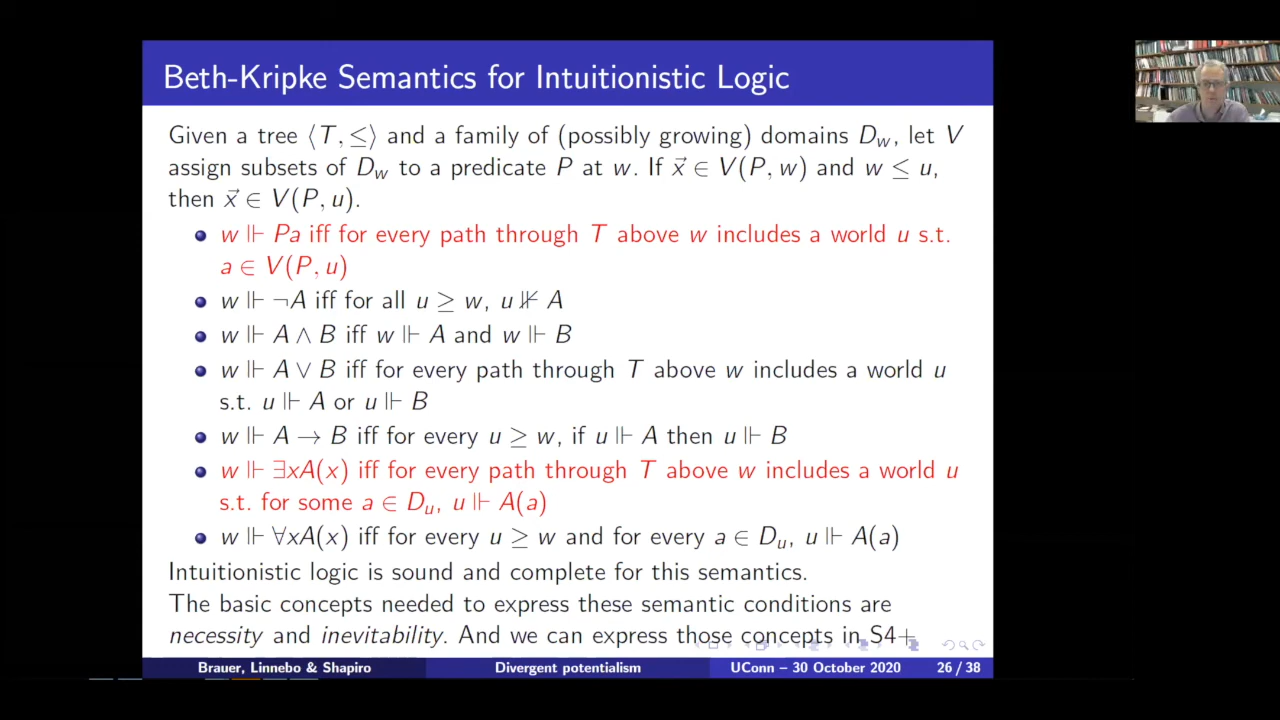 Beth-Kripke Semantics for Intuitionistic Logic
Given a tree ⟨T, ≤⟩ and a family of (possibly growing) domains D_w, let V
assign subsets of D_w to a predicate P at w. If x⃗ ∈ V(P, w) and w ≤ u,
then x⃗ ∈ V(P, u).
w ⊩ Pa iff for every path through T above w includes a world u s.t.
a ∈ V(P, u)
w ⊩ ¬A iff for all u ≥ w, u ⊮ A
w ⊩ A ∧ B iff w ⊩ A and w ⊩ B
w ⊩ A ∨ B iff for every path through T above w includes a world u
s.t. u ⊩ A or u ⊩ B
w ⊩ A → B iff for every u ≥ w, if u ⊩ A then u ⊩ B
w ⊩ ∃xA(x) iff for every path through T above w includes a world u
s.t. for some a ∈ D_u, u ⊩ A(a)
w ⊩ ∀xA(x) iff for every u ≥ w and for every a ∈ D_u, u ⊩ A(a)
Intuitionistic logic is sound and complete for this semantics.
The basic concepts needed to express these semantic conditions are
necessity and inevitability. And we can express those concepts in S4+
Brauer, Linnebo & Shapiro Divergent potentialism UConn – 30 October 2020 26 / 38